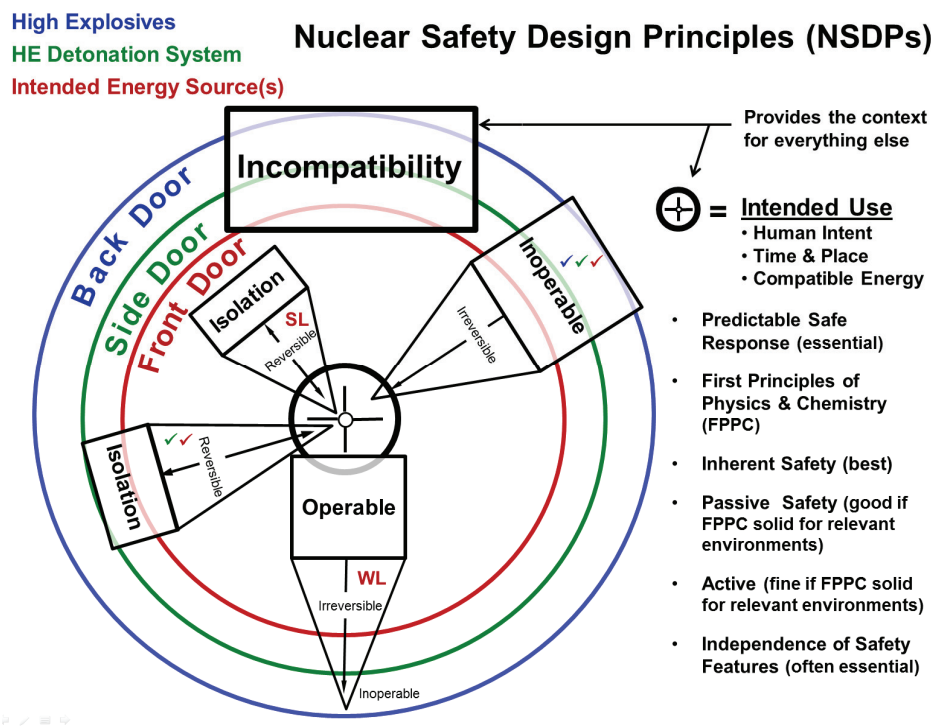 High Explosives
HE Detonation System
Intended Energy Source(s)
Nuclear Safety Design Principles (NSDPs)
Provides the context
for everything else
Incompatibility
Back Door
Side Door
Front Door
Isolation
SL
Reversible
Inoperable
✓✓✓
Irreversible
Isolation
✓✓
Reversible
Operable
WL
Irreversible
Inoperable
= Intended Use
• Human Intent
• Time & Place
• Compatible Energy
• Predictable Safe
Response (essential)
• First Principles of
Physics & Chemistry
(FPPC)
• Inherent Safety (best)
• Passive Safety (good if
FPPC solid for relevant
environments)
• Active (fine if FPPC solid
for relevant environments)
• Independence of Safety
Features (often essential)